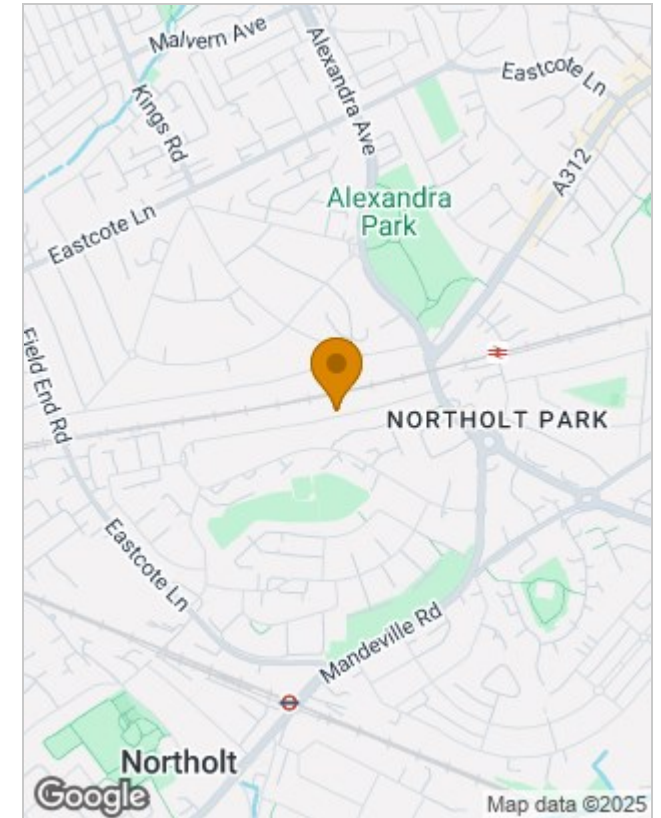 Malvern Ave
Alexandra Ave
Eastcote Ln
Kings Rd
A312
Alexandra
Park
Eastcote Ln
Field End Rd
NORTHOLT PARK
Eastcote Ln
Mandeville Rd
Northolt
Google
Map data ©2025